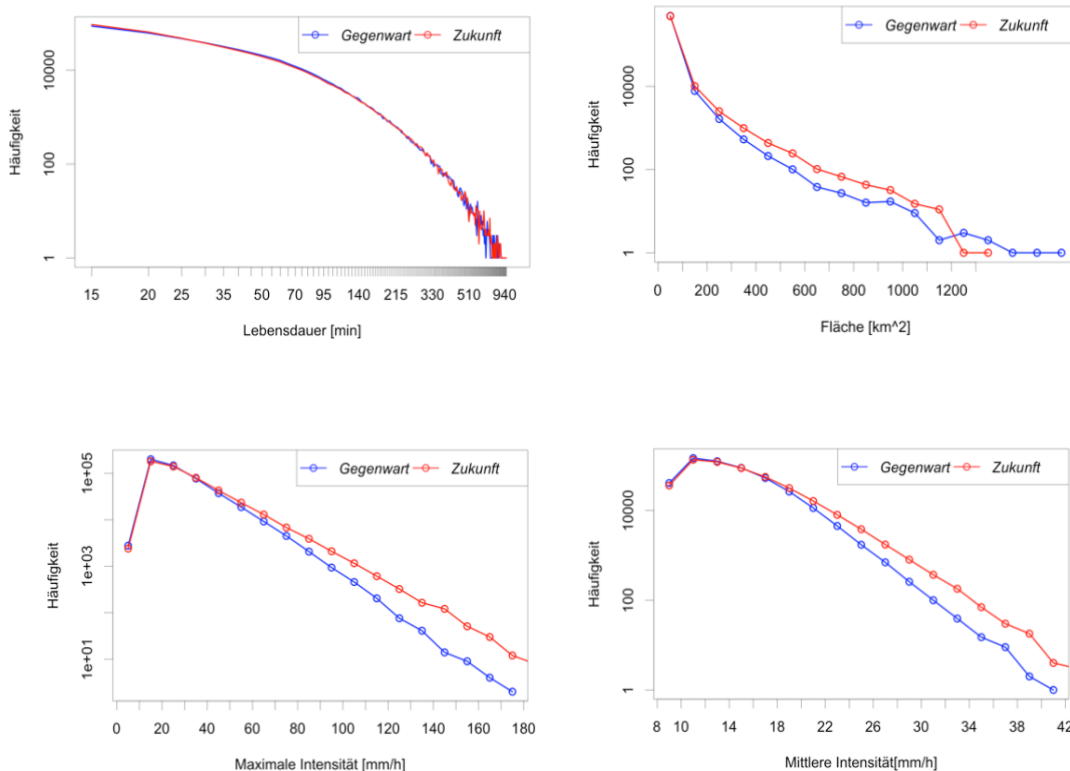 Gegenwart Zukunft
Häufigkeit
10000
100
1
15 20 25 30 35 40 50 60 70 95 140 215 330 510 940
Lebensdauer [min]
Gegenwart Zukunft
Häufigkeit
10000
100
1
0 200 400 600 800 1000 1200
Fläche [km^2]
Gegenwart Zukunft
Häufigkeit
1e+05
1e+03
1e+01
0 20 40 60 80 100 120 140 160 180
Maximale Intensität [mm/h]
Gegenwart Zukunft
Häufigkeit
10000
100
1
8 10 14 18 22 26 30 34 38 42
Mittlere Intensität[mm/h]